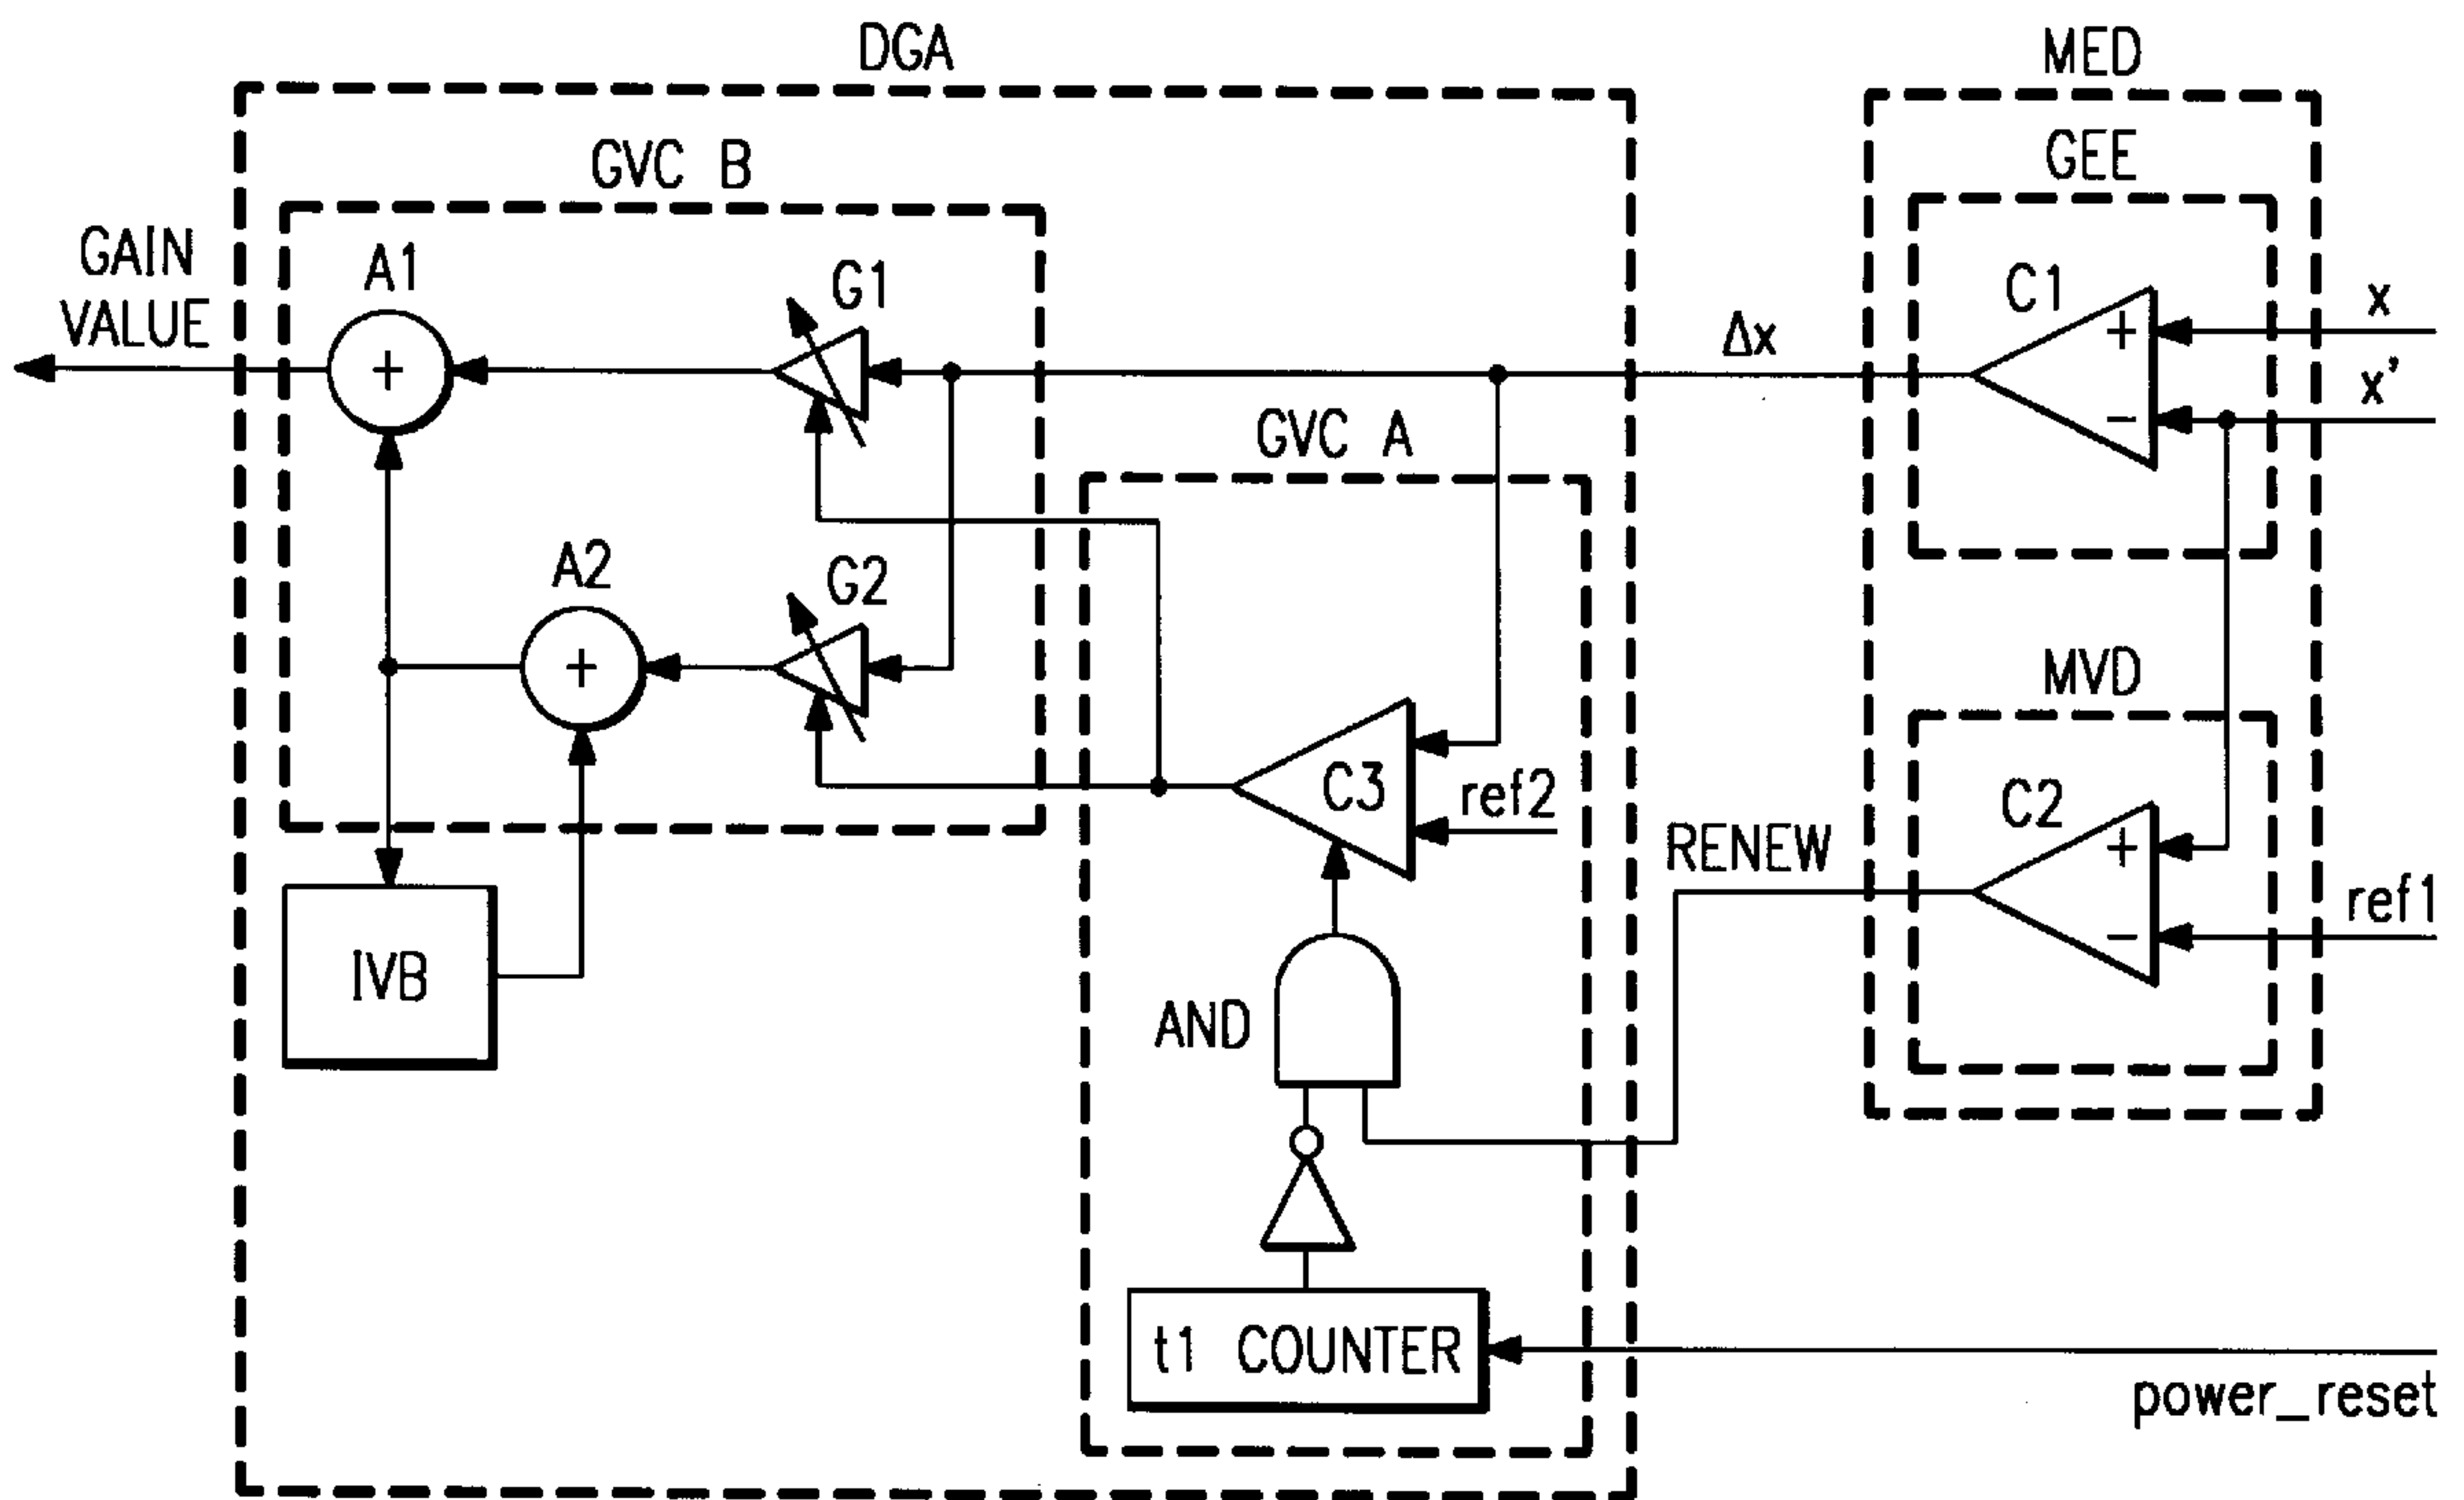 DGA
MED
GVC B
GEE
GAIN
VALUE
A1
G1
C1
+
x
Δx
+
x'
−
GVC A
A2
G2
+
MVD
C3
ref2
C2
RENEW
+
ref1
−
IVB
AND
t1 COUNTER
power_reset